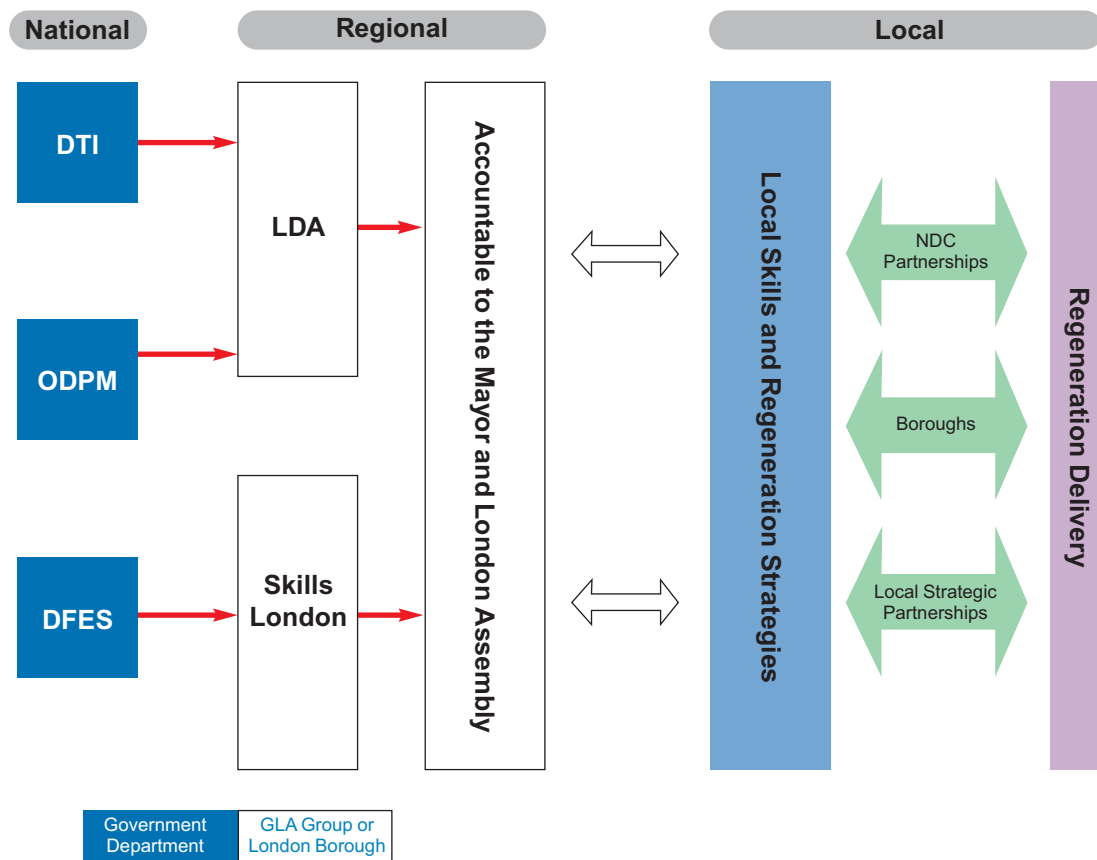 National
Regional
Local
DTI
ODPM
DFES
LDA
Skills
London
Accountable to the Mayor and London Assembly
Local Skills and Regeneration Strategies
NDC
Partnerships
Boroughs
Local Strategic
Partnerships
Regeneration Delivery
Government
Department
GLA Group or
London Borough